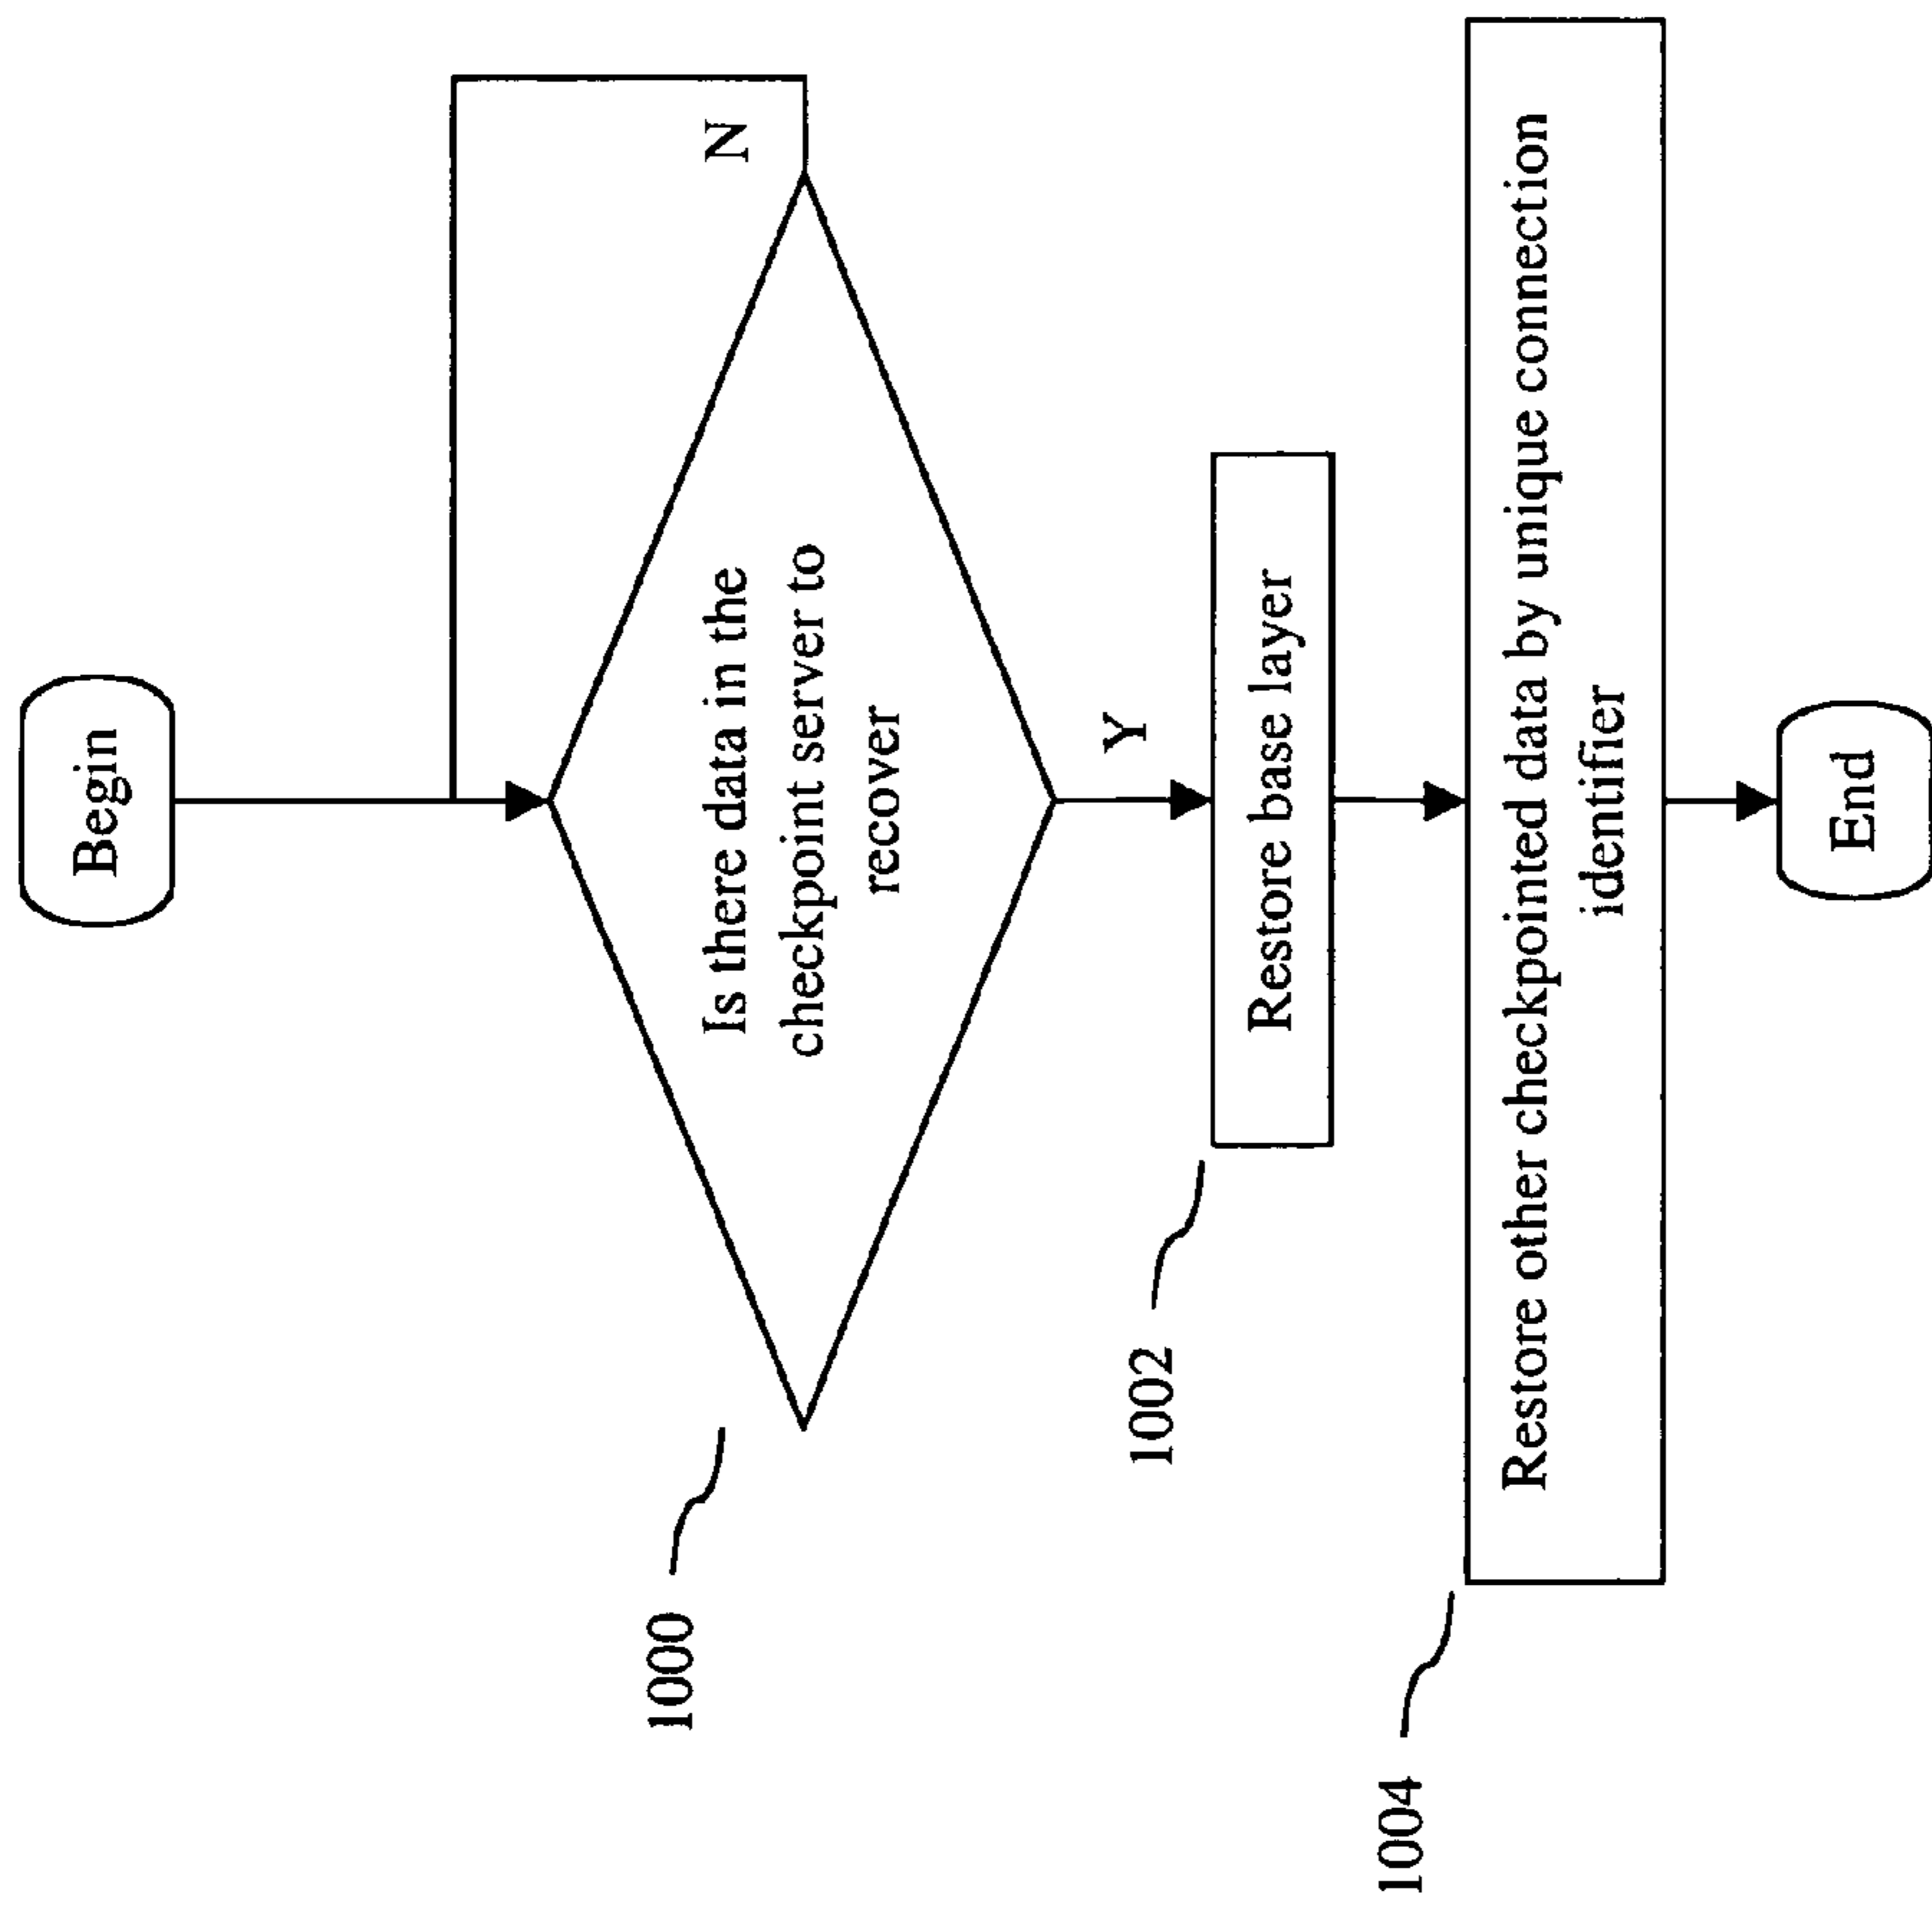 Begin
1000
Is there data in the
checkpoint server to
recover
N
Y
1002
Restore base layer
1004
Restore other checkpointed data by unique connection
identifier
End